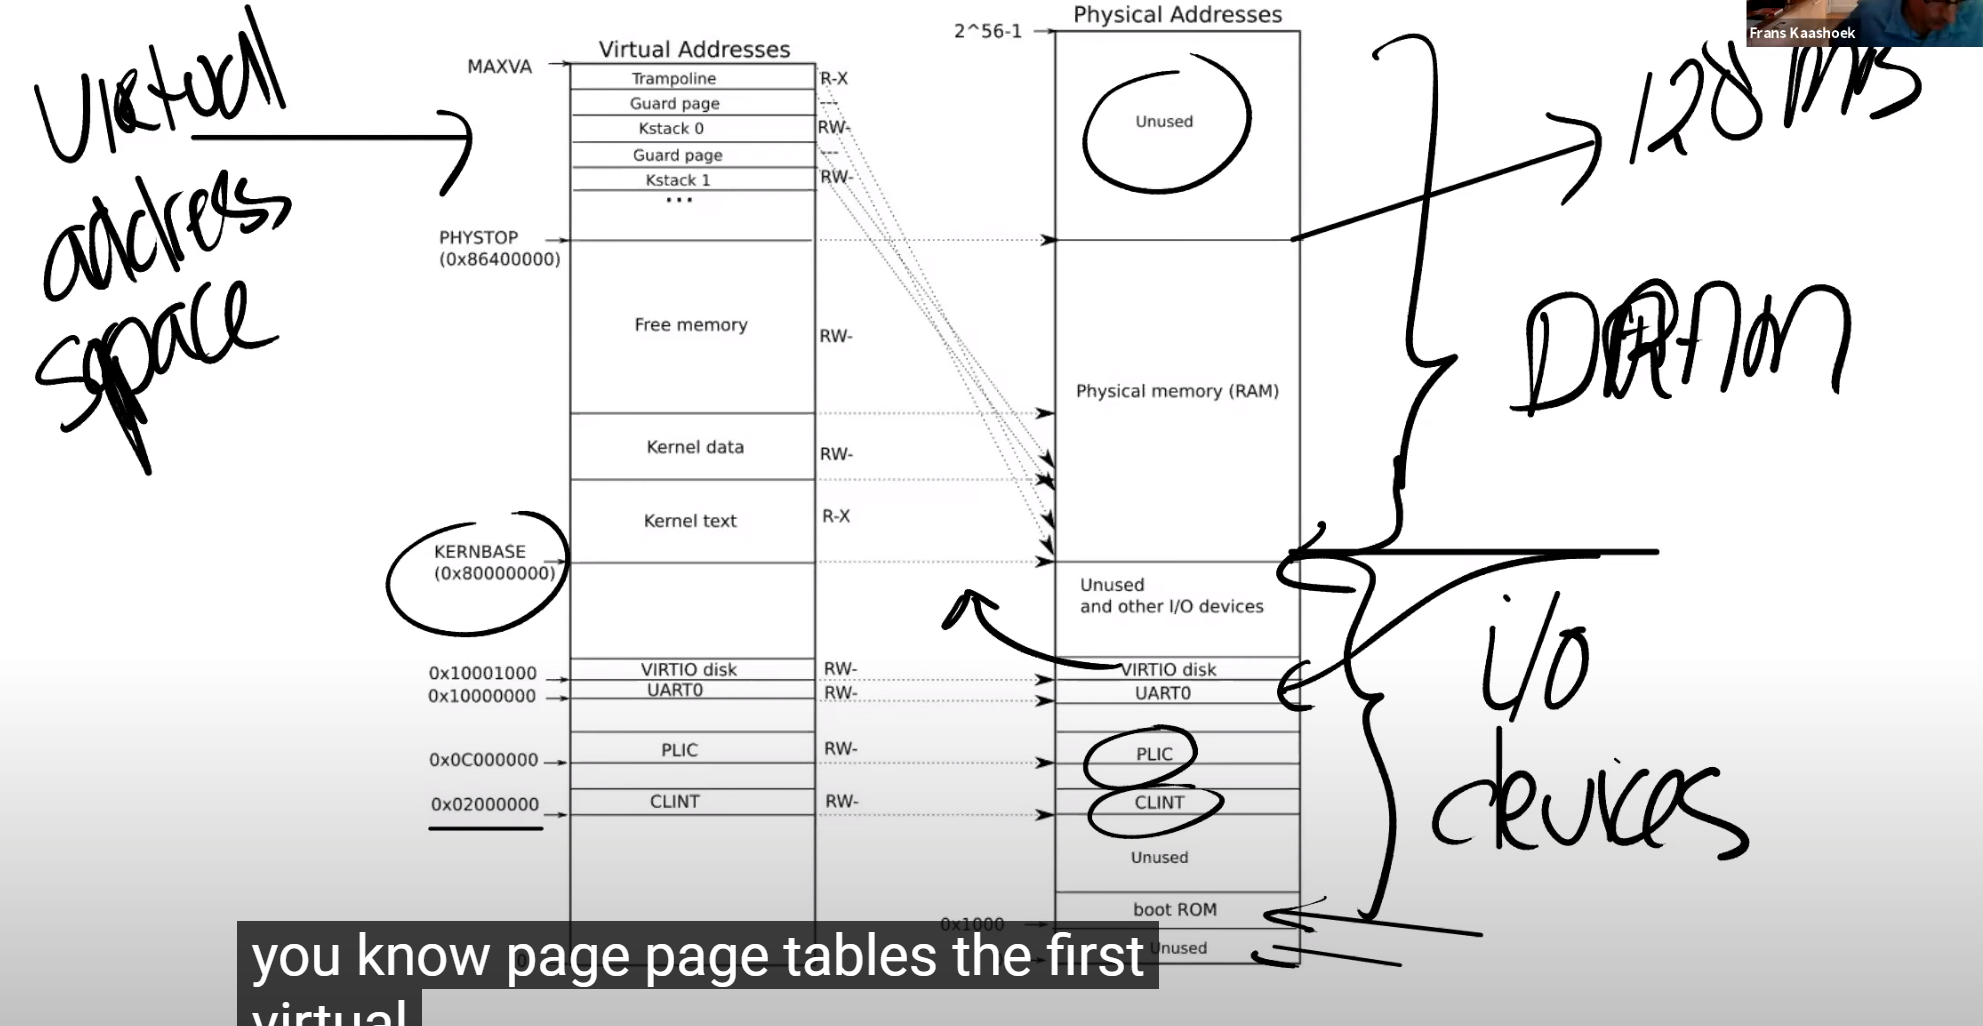 Frans Kaashoek
Physical Addresses
2^56-1
Virtual Addresses
MAXVA
Trampoline
R-X
Guard page
---
Kstack 0
RW-
Guard page
---
Kstack 1
RW-
...
Unused
128 MB
Virtual
address
space
PHYSTOP
(0x86400000)
Free memory
RW-
Physical memory (RAM)
DRAM
Kernel data
RW-
Kernel text
R-X
KERNBASE
(0x80000000)
Unused
and other I/O devices
i/o
devices
0x10001000
VIRTIO disk
RW-
VIRTIO disk
0x10000000
UART0
RW-
UART0
0x0C000000
PLIC
RW-
PLIC
0x02000000
CLINT
RW-
CLINT
Unused
boot ROM
0x1000
Unused
you know page page tables the first
virtual